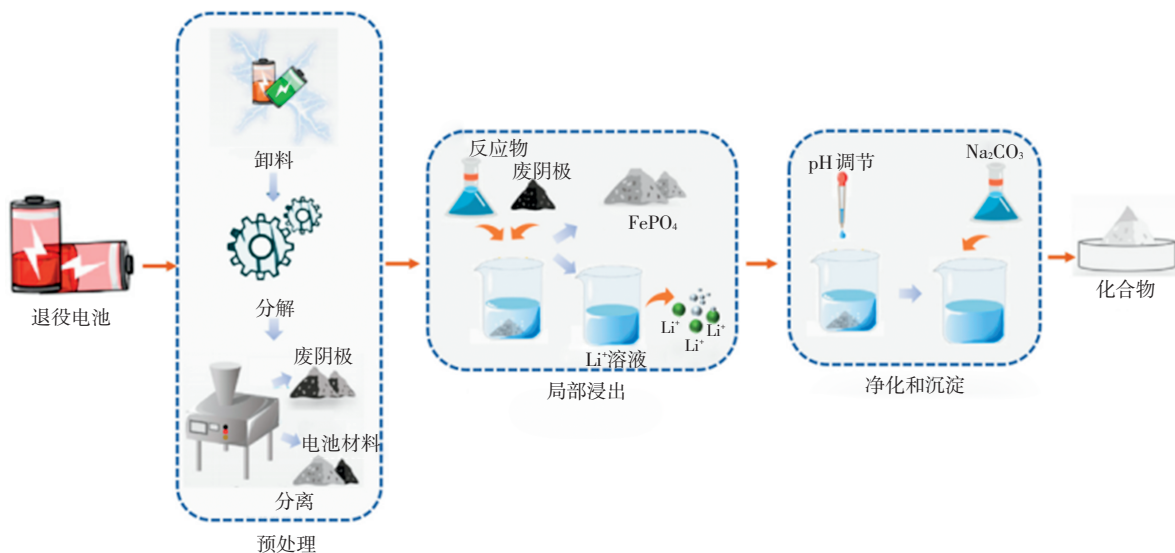 退役电池
卸料
分解
废阴极
电池材料
分离
预处理
反应物
废阴极
FePO₄
Li⁺
Li⁺
Li⁺
Li⁺溶液
局部浸出
pH调节
Na₂CO₃
净化和沉淀
化合物